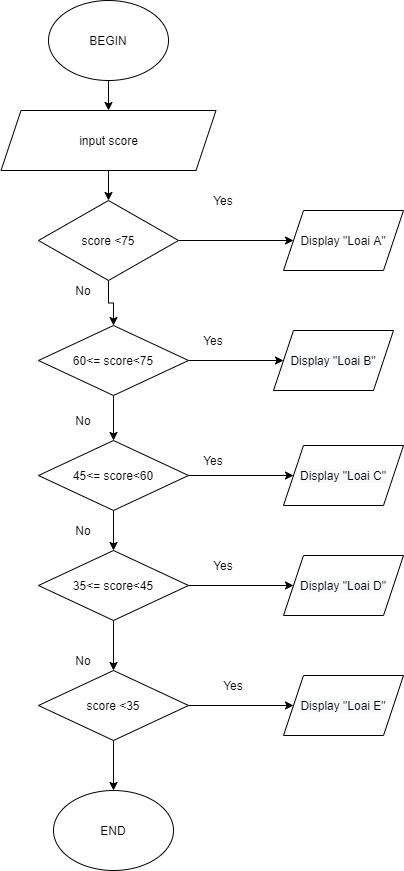 BEGIN
input score
Yes
score <75
Display "Loai A"
No
Yes
60<= score<75
Display "Loai B"
No
Yes
45<= score<60
Display "Loai C"
No
Yes
35<= score<45
Display "Loai D"
No
Yes
score <35
Display "Loai E"
END